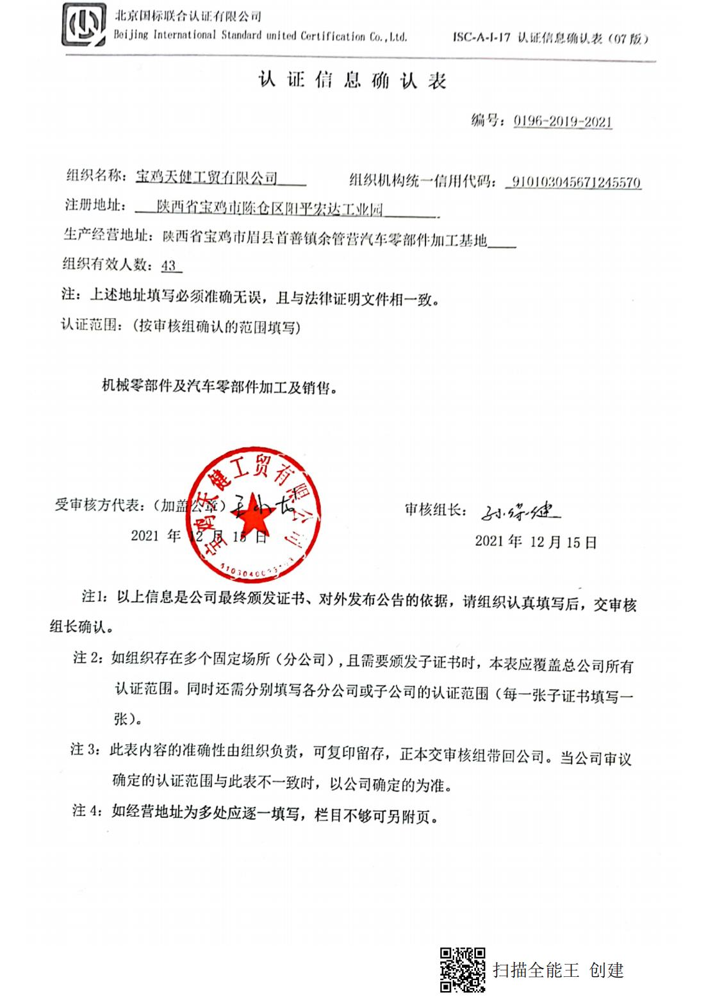 北京国标联合认证有限公司
Beijing International Standard united Certification Co.,Ltd.
ISC-A-I-17 认证信息确认表（07版）
认证信息确认表
编号：0196-2019-2021
组织名称：宝鸡天健工贸有限公司 组织机构统一信用代码：910103045671245570
注册地址：陕西省宝鸡市陈仓区阳平宏达工业园
生产经营地址：陕西省宝鸡市眉县首善镇余管营汽车零部件加工基地
组织有效人数：43
注：上述地址填写必须准确无误，且与法律证明文件相一致。
认证范围：(按审核组确认的范围填写)
机械零部件及汽车零部件加工及销售。
宝鸡天健工贸有限公司
受审核方代表：（加盖公章） 审核组长：
2021 年 12 月 15 日 2021 年 12 月 15 日
注1：以上信息是公司最终颁发证书、对外发布公告的依据，请组织认真填写后，交审核
组长确认。
注 2：如组织存在多个固定场所（分公司）,且需要颁发子证书时，本表应覆盖总公司所有
认证范围。同时还需分别填写各分公司或子公司的认证范围（每一张子证书填写一
张）。
注 3：此表内容的准确性由组织负责，可复印留存，正本交审核组带回公司。当公司审议
确定的认证范围与此表不一致时，以公司确定的为准。
注 4：如经营地址为多处应逐一填写，栏目不够可另附页。
扫描全能王 创建